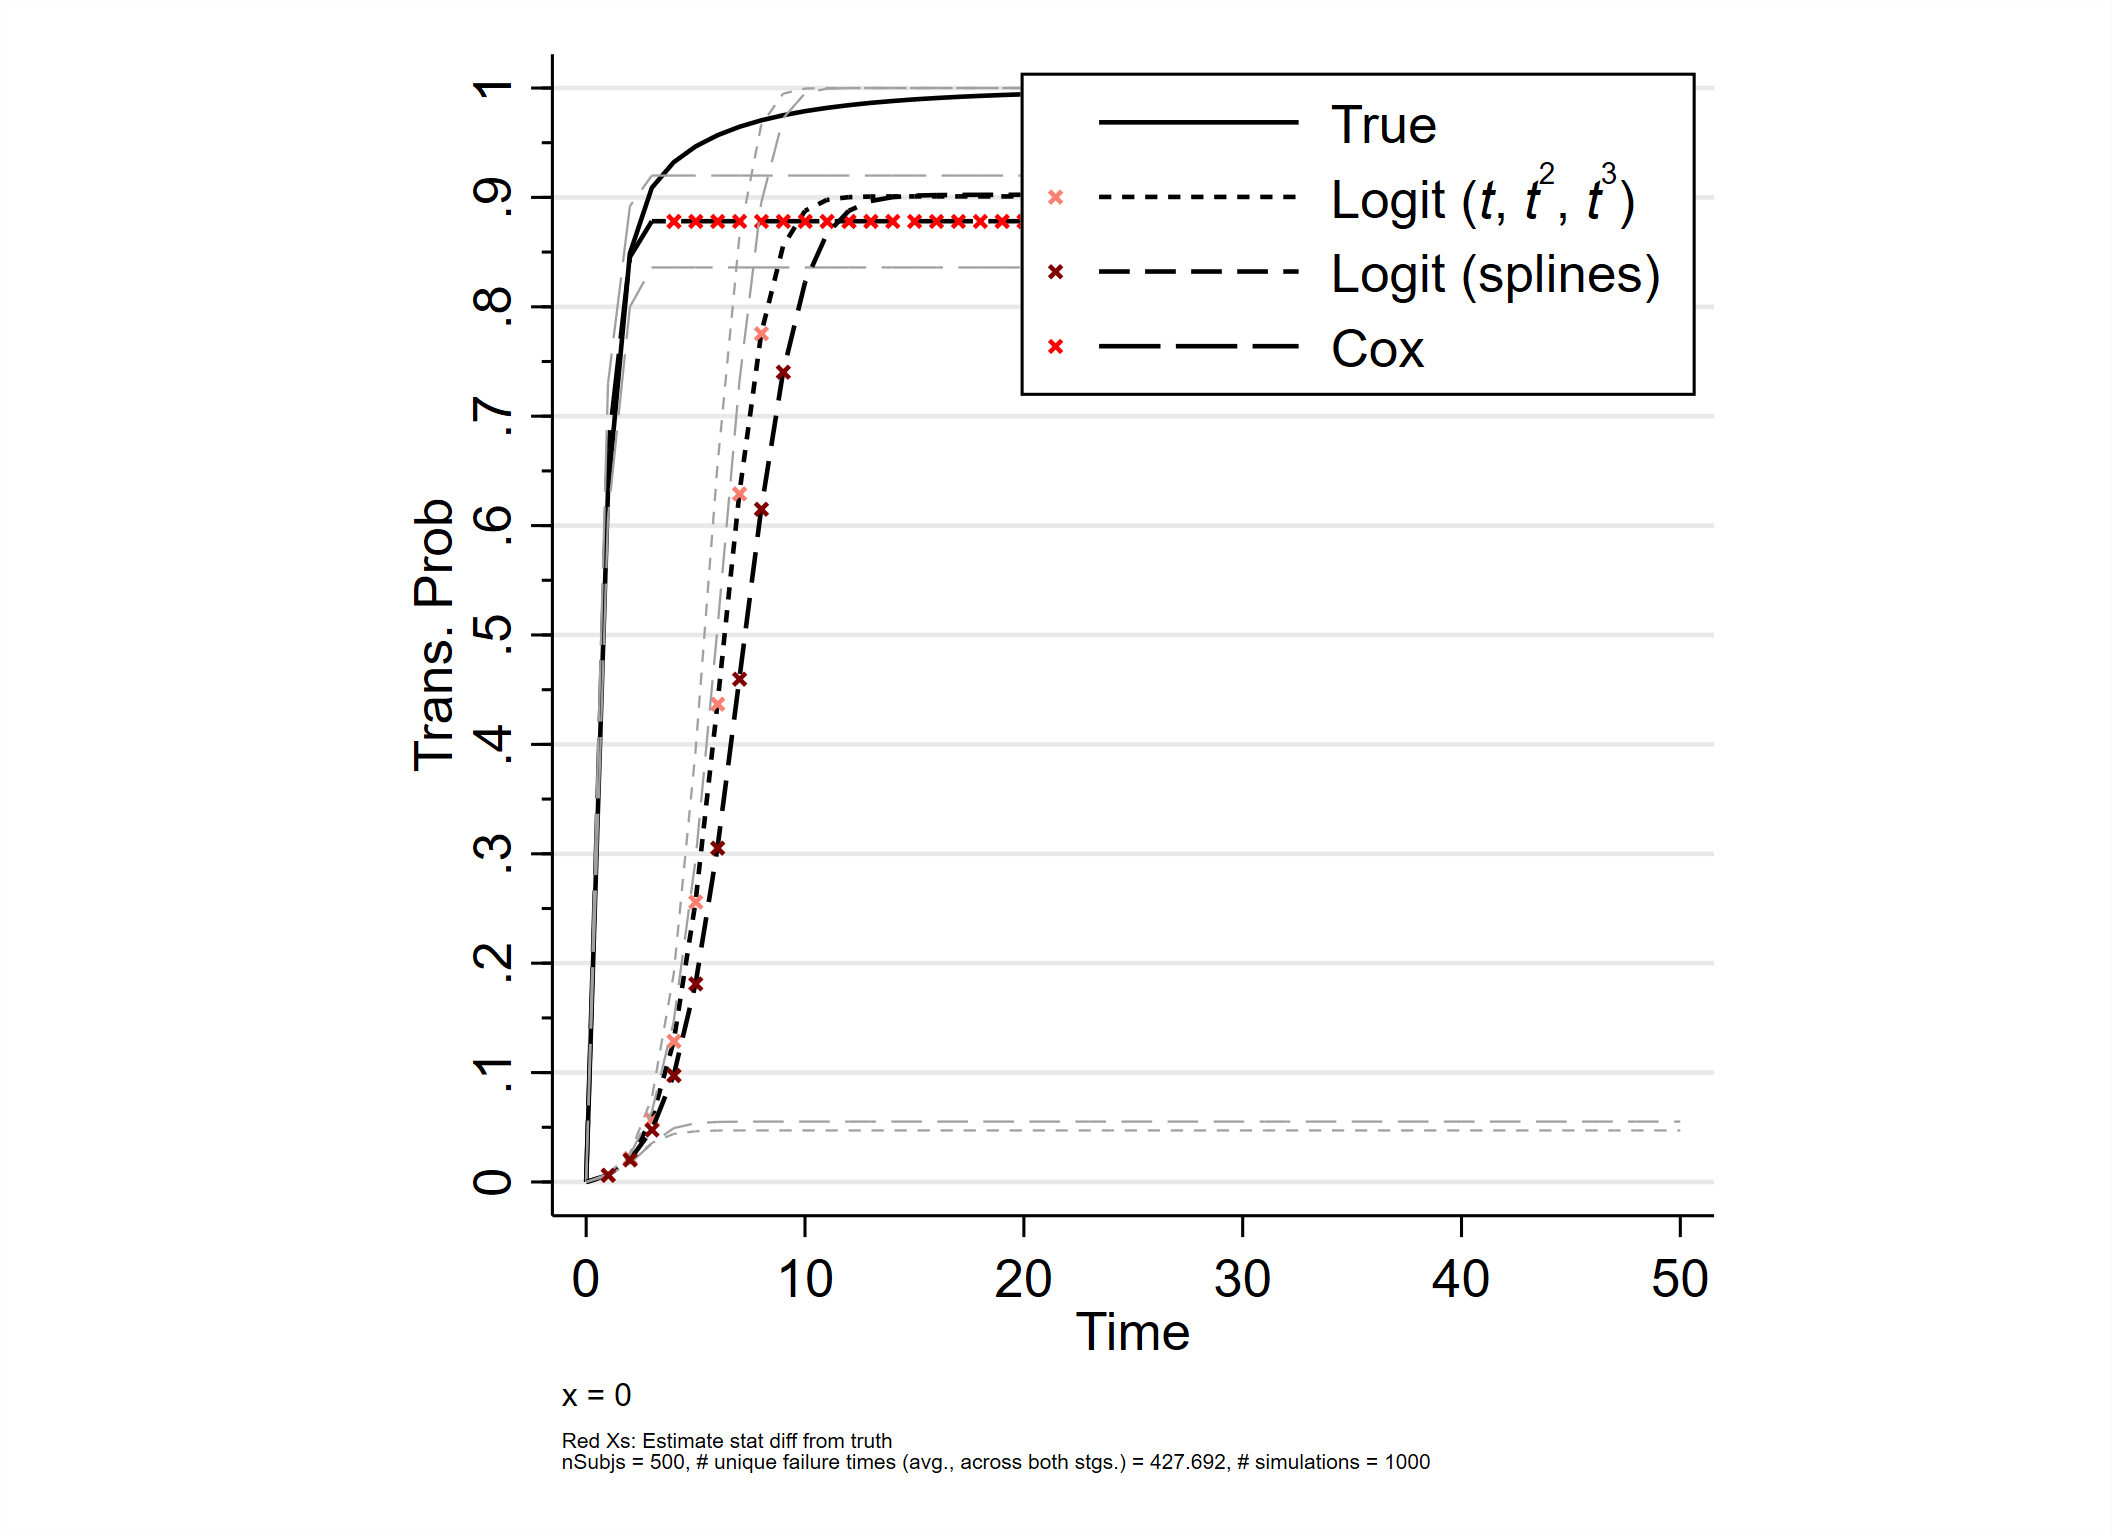 True
Logit (t, t², t³)
Logit (splines)
Cox
Trans. Prob
1
.9
.8
.7
.6
.5
.4
.3
.2
.1
0
0 10 20 30 40 50
Time
x = 0
Red Xs: Estimate stat diff from truth
nSubjs = 500, # unique failure times (avg., across both stgs.) = 427.692, # simulations = 1000